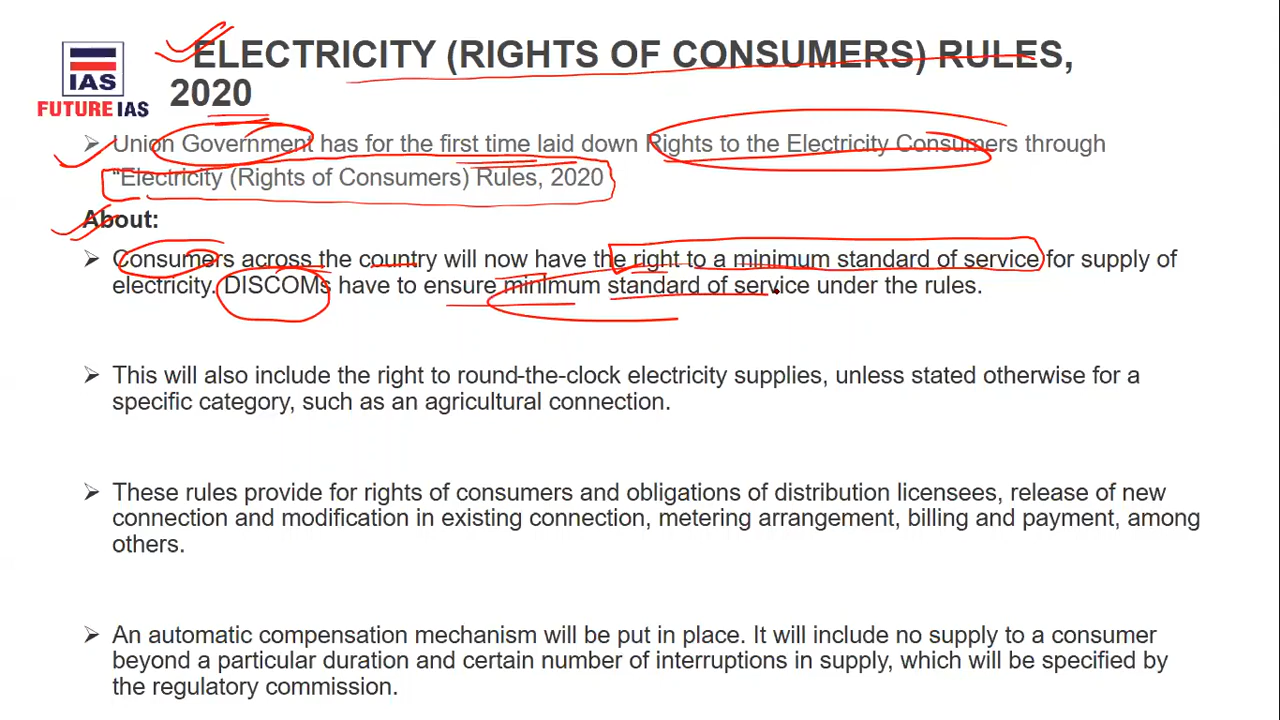 ELECTRICITY (RIGHTS OF CONSUMERS) RULES,
2020
IAS
FUTURE IAS
➢ Union Government has for the first time laid down Rights to the Electricity Consumers through
"Electricity (Rights of Consumers) Rules, 2020
About:
➢ Consumers across the country will now have the right to a minimum standard of service for supply of
electricity. DISCOMs have to ensure minimum standard of service under the rules.
➢ This will also include the right to round-the-clock electricity supplies, unless stated otherwise for a
specific category, such as an agricultural connection.
➢ These rules provide for rights of consumers and obligations of distribution licensees, release of new
connection and modification in existing connection, metering arrangement, billing and payment, among
others.
➢ An automatic compensation mechanism will be put in place. It will include no supply to a consumer
beyond a particular duration and certain number of interruptions in supply, which will be specified by
the regulatory commission.